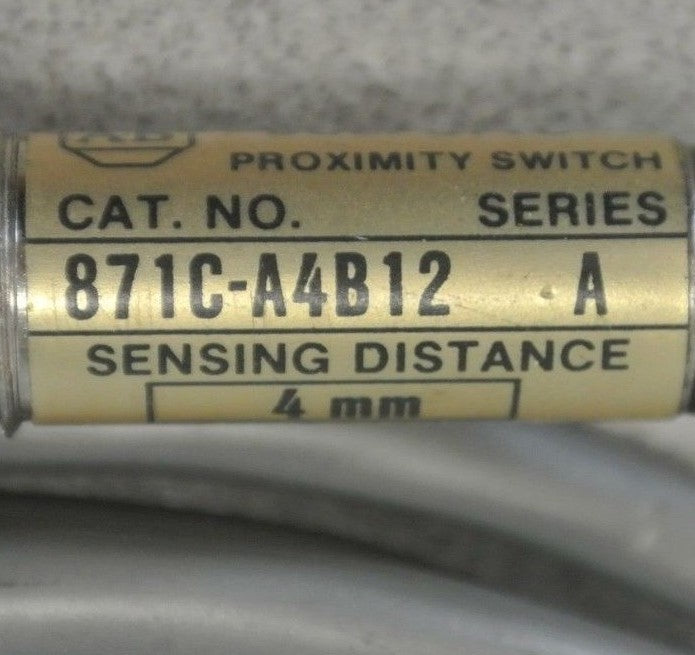 PROXIMITY SWITCH
CAT. NO. SERIES
871C-A4B12 A
SENSING DISTANCE
4 mm